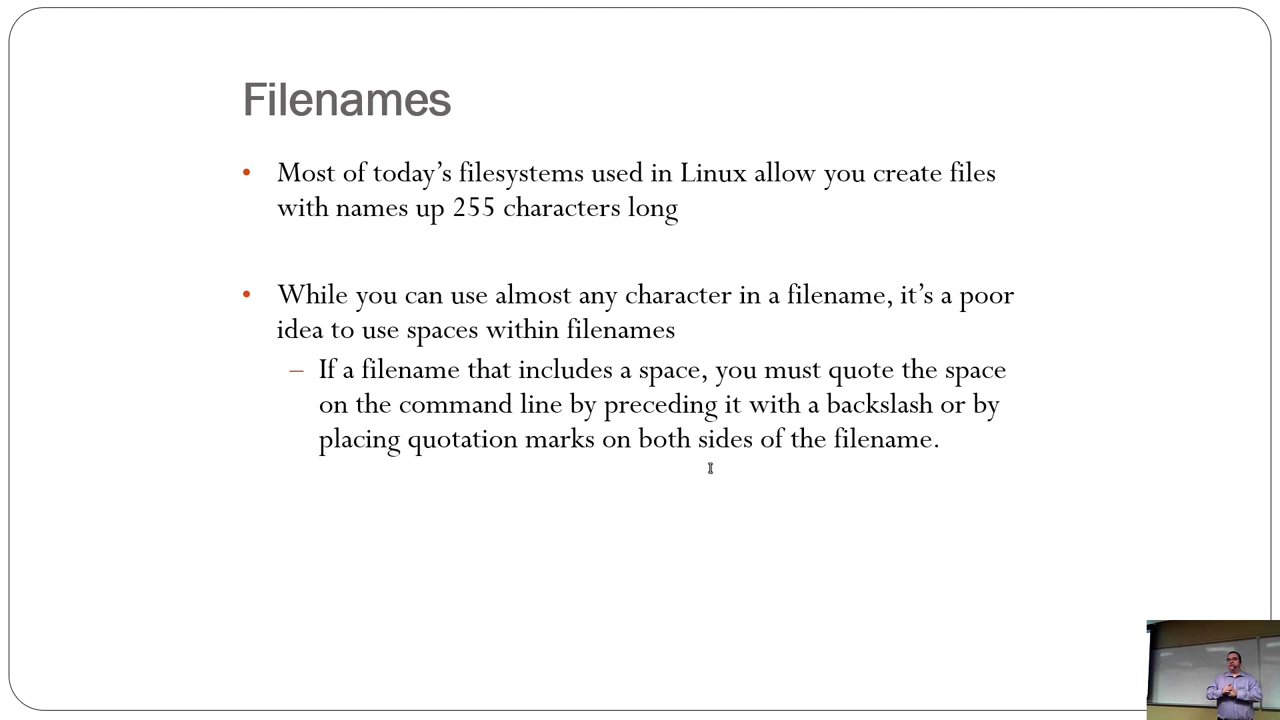 Filenames
• Most of today's filesystems used in Linux allow you create files
with names up 255 characters long
• While you can use almost any character in a filename, it's a poor
idea to use spaces within filenames
– If a filename that includes a space, you must quote the space
on the command line by preceding it with a backslash or by
placing quotation marks on both sides of the filename.